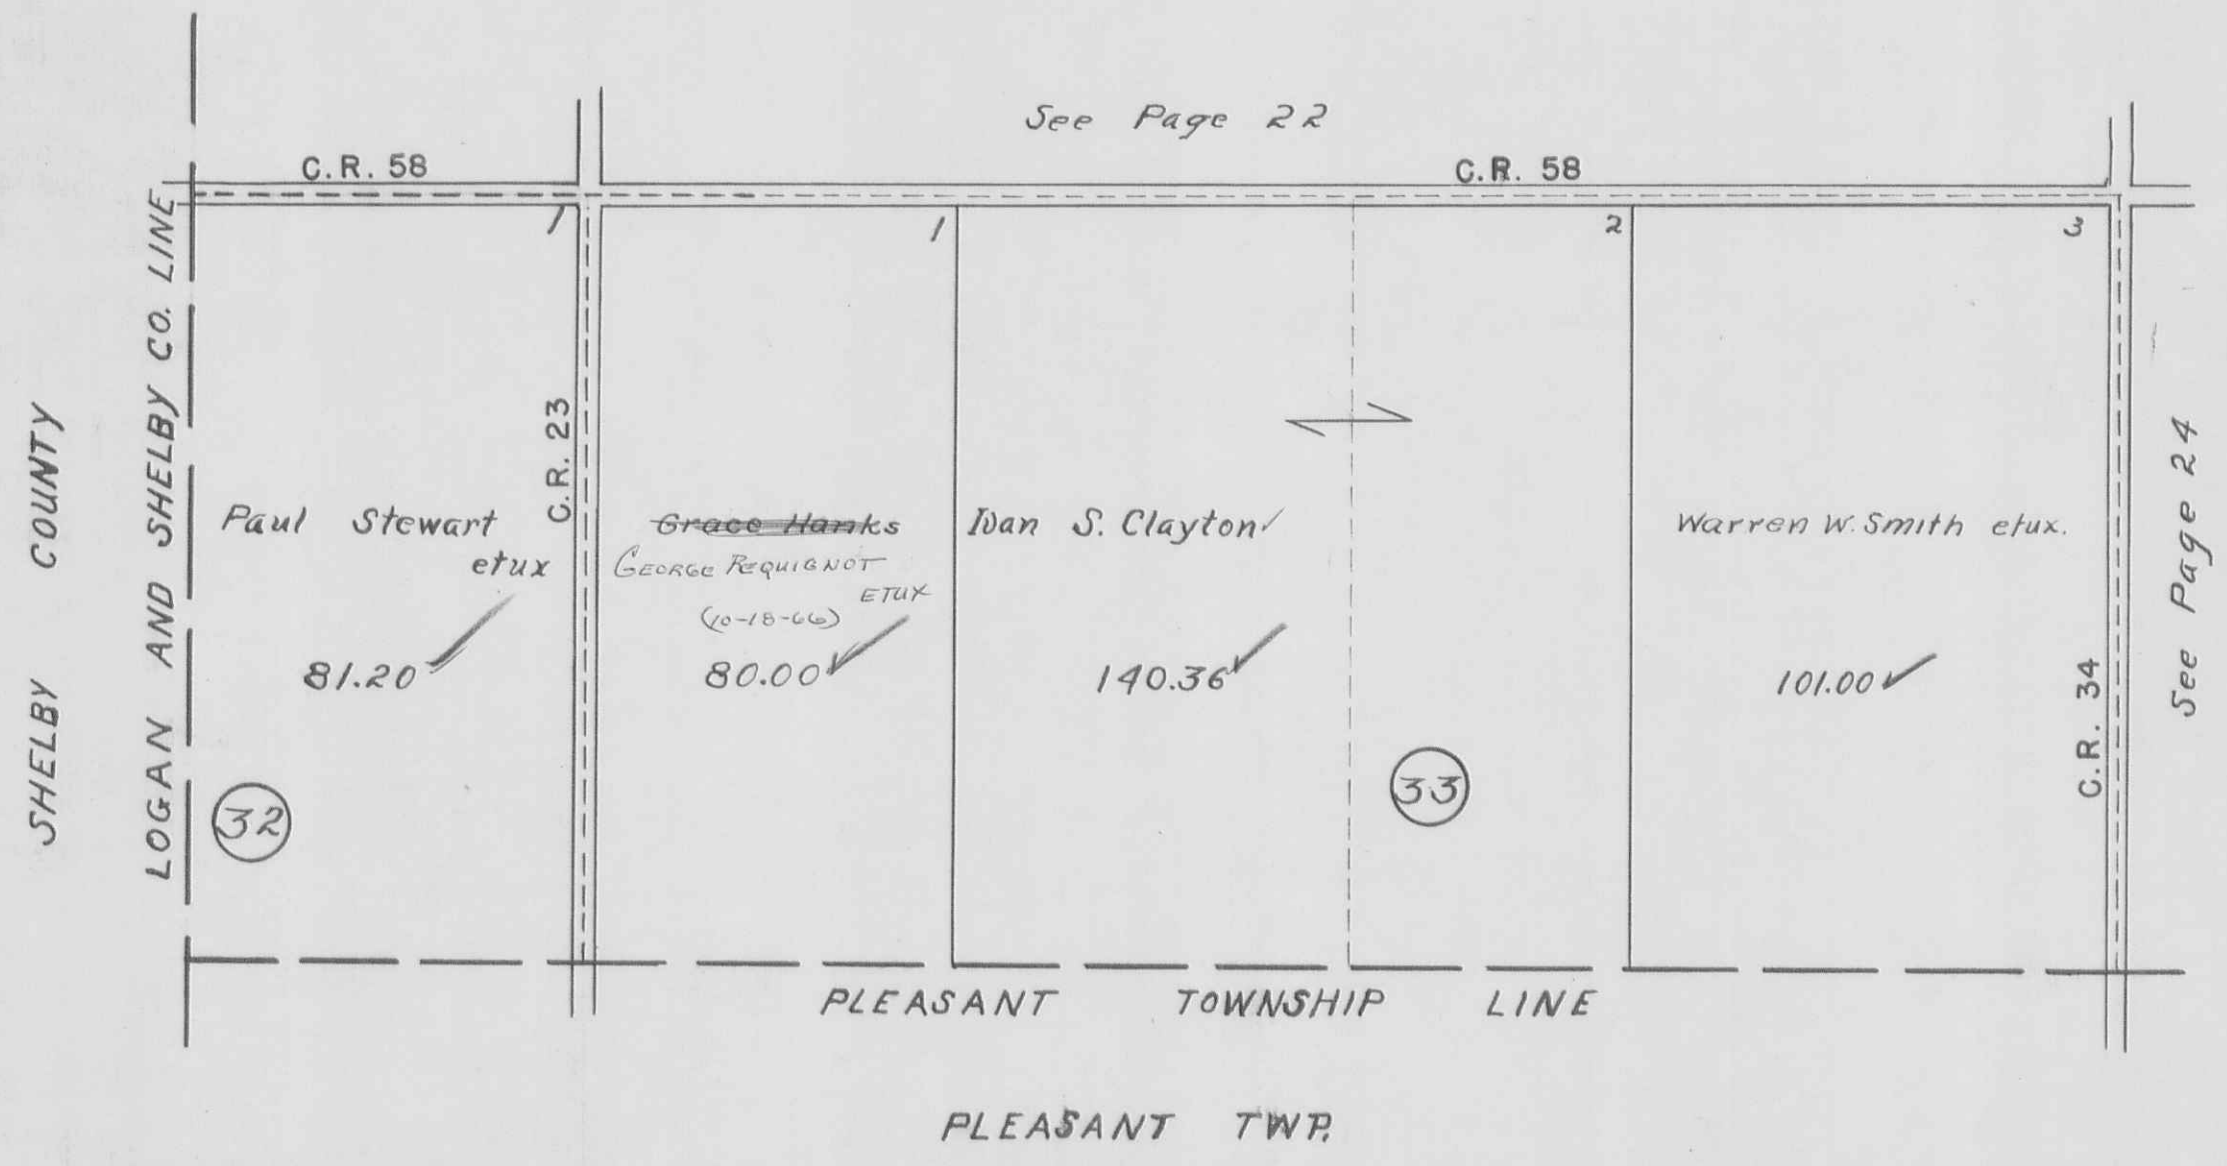 See Page 22
C.R. 58
C.R. 58
1
1
2
3
SHELBY COUNTY
LOGAN AND SHELBY CO. LINE
C.R. 23
Paul Stewart
etux
81.20
32
Grace Hanks
GEORGE REQUIGNOT
ETUX
(10-18-66)
80.00
Ivan S. Clayton
140.36
33
Warren W. Smith etux.
101.00
C.R. 34
See Page 24
PLEASANT TOWNSHIP LINE
PLEASANT TWP.